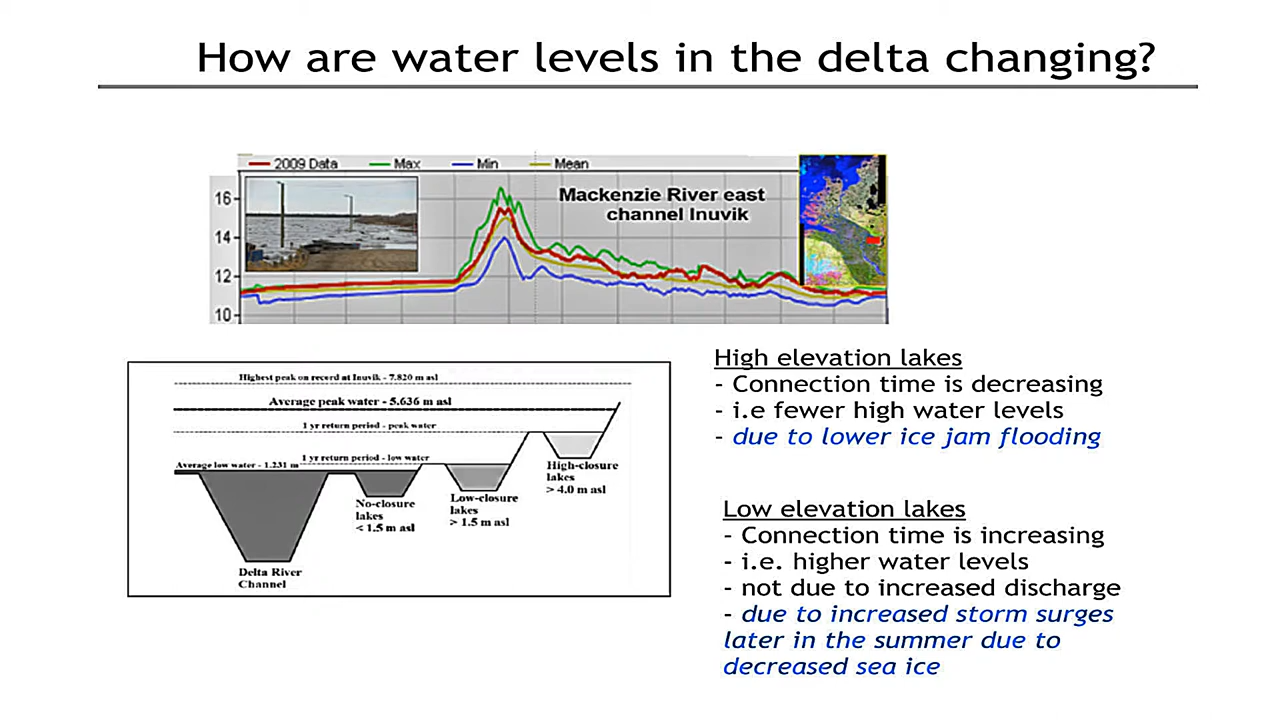 How are water levels in the delta changing?
2009 Data Max Min Mean
Mackenzie River east
channel Inuvik
16
14
12
10
Highest peak on record at Inuvik - 7.820 m asl
Average peak water - 5.636 m asl
1 yr return period - peak water
1 yr return period - low water
Average low water - 1.231 m
High-closure
lakes
> 4.0 m asl
Low-closure
lakes
> 1.5 m asl
No-closure
lakes
< 1.5 m asl
Delta River
Channel
High elevation lakes
- Connection time is decreasing
- i.e fewer high water levels
- due to lower ice jam flooding
Low elevation lakes
- Connection time is increasing
- i.e. higher water levels
- not due to increased discharge
- due to increased storm surges
later in the summer due to
decreased sea ice